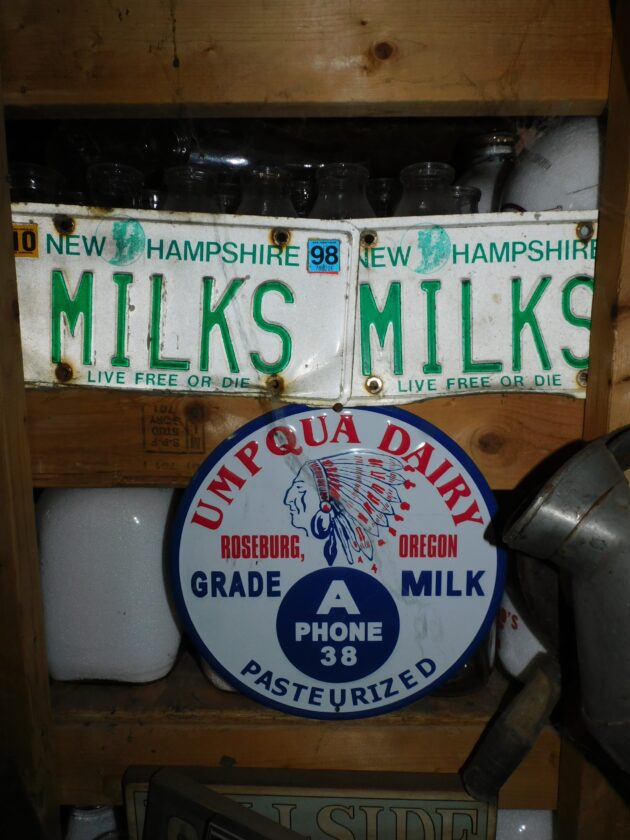 10 NEW HAMPSHIRE 98
MILKS
LIVE FREE OR DIE
NEW HAMPSHIRE
MILKS
LIVE FREE OR DIE
UMPQUA DAIRY
ROSEBURG, OREGON
GRADE A MILK
PHONE
38
PASTEURIZED